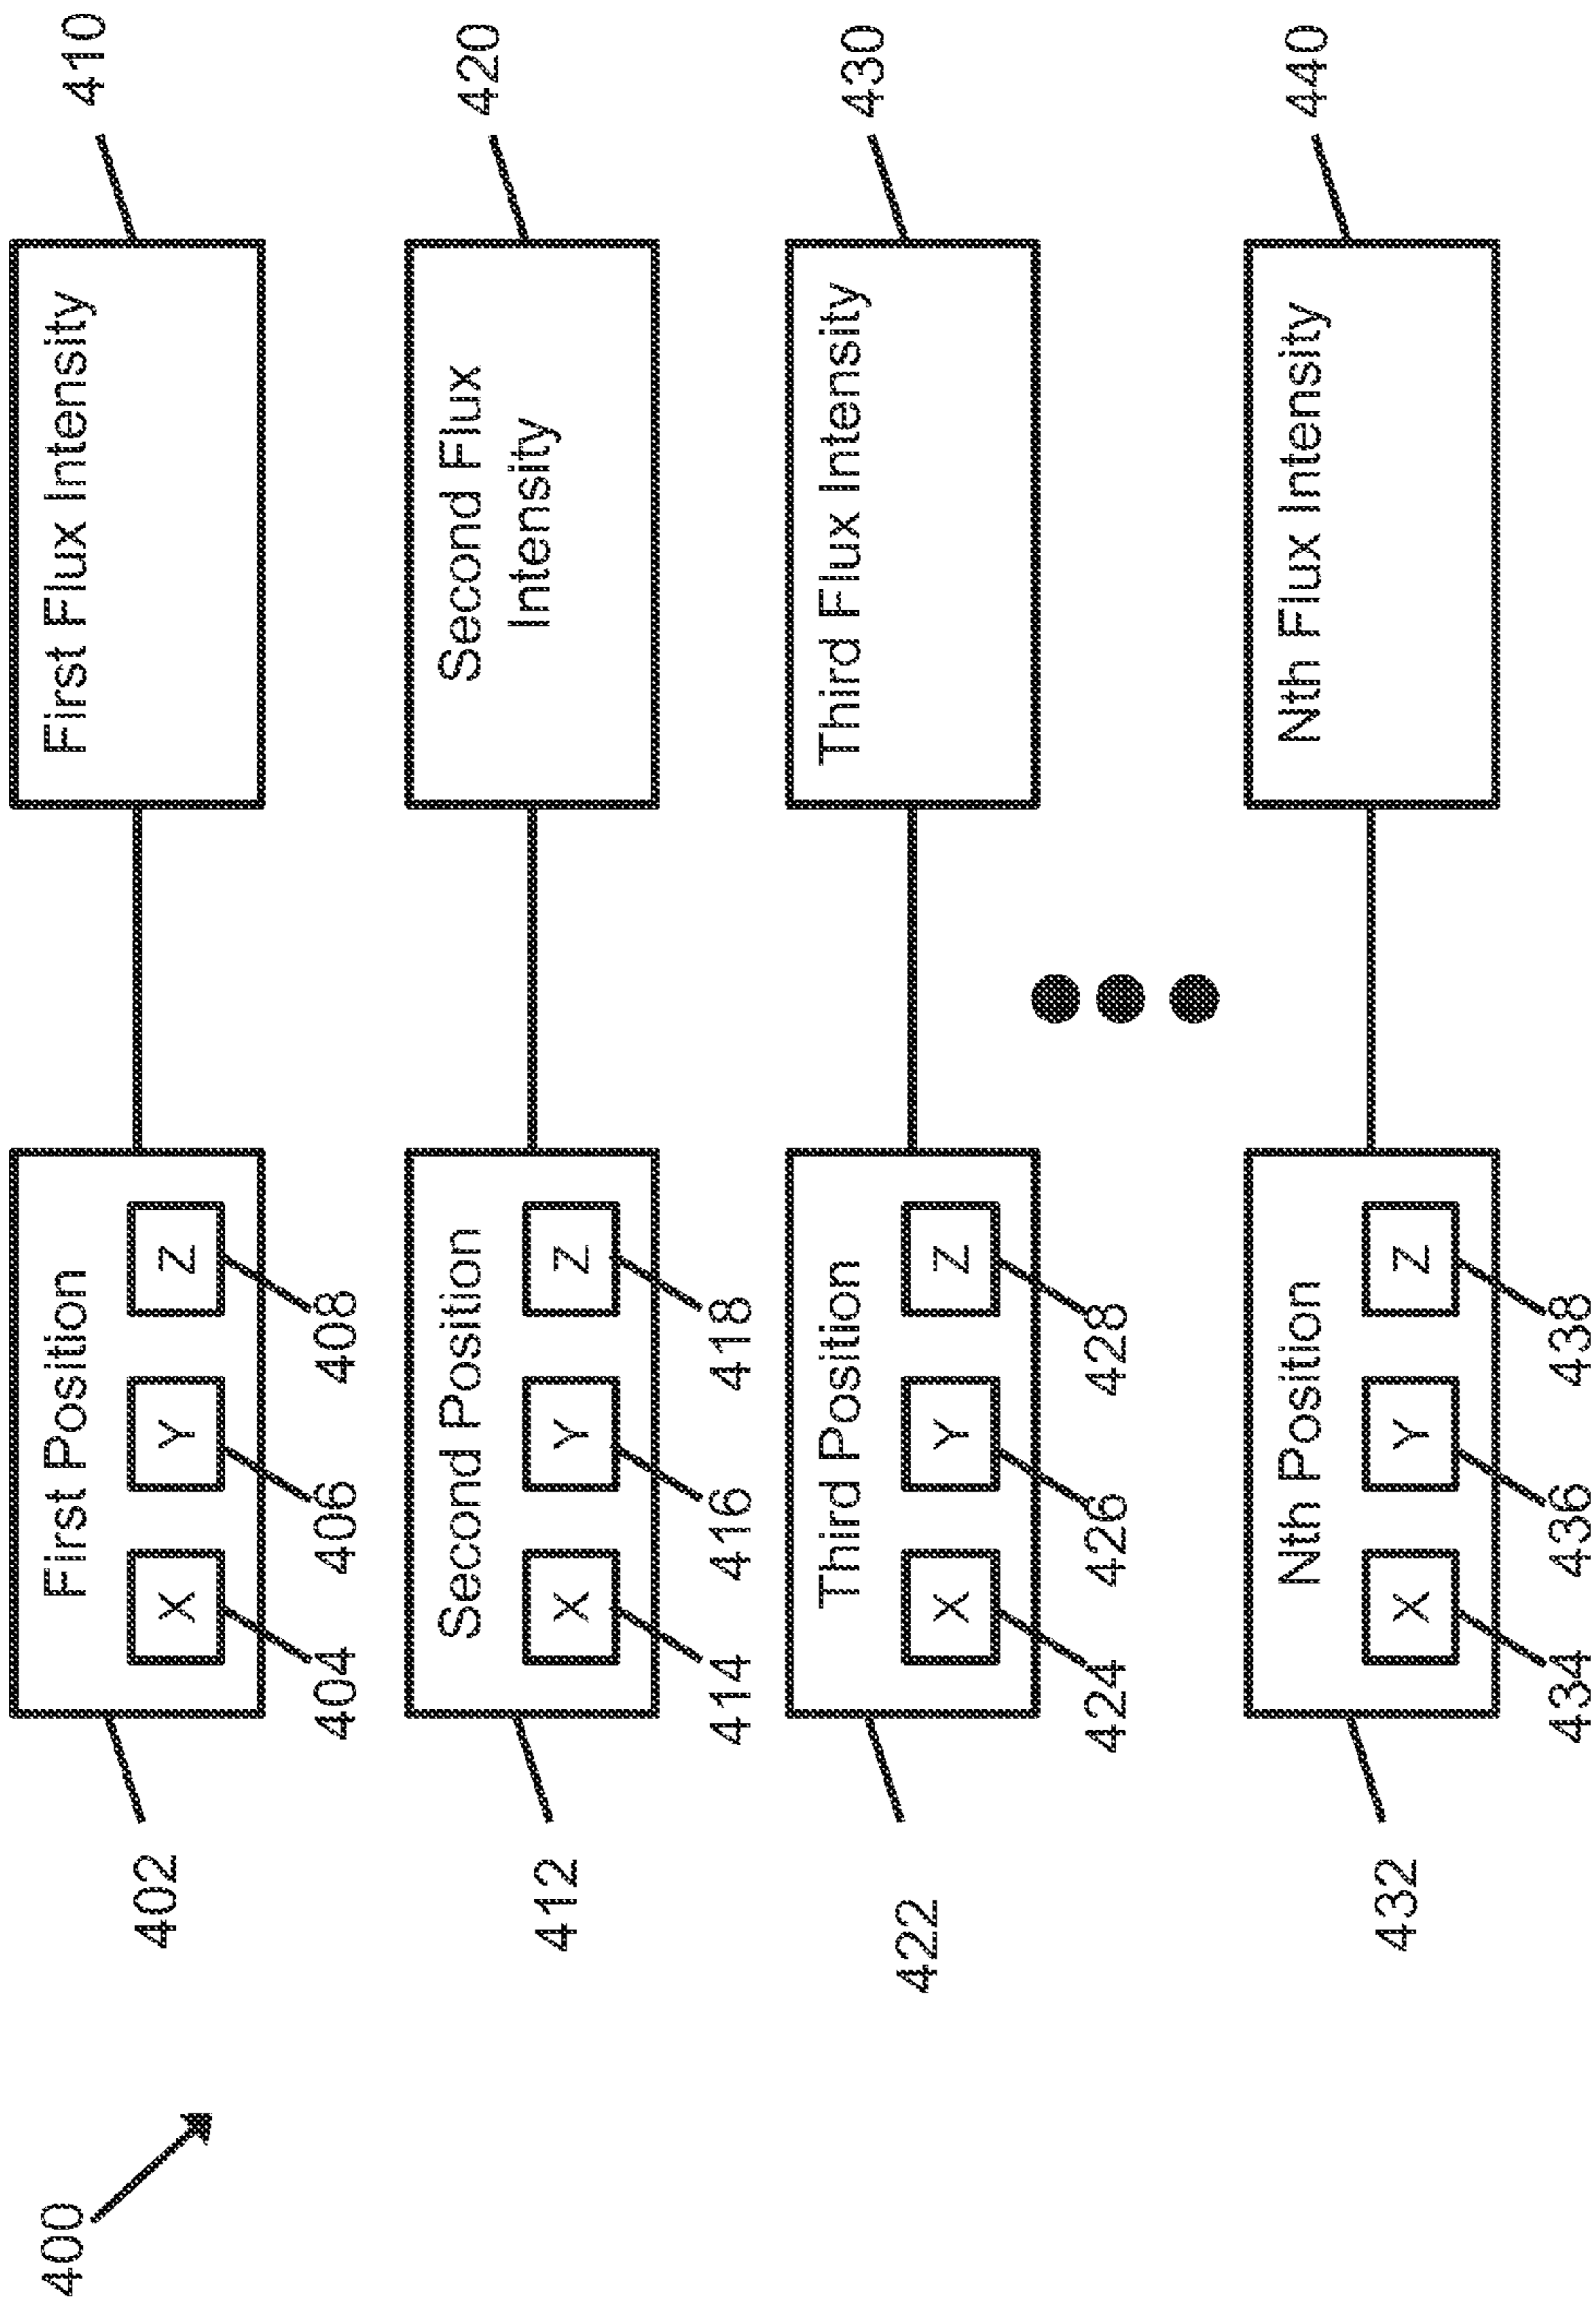 400
402
First Position
X
Y
Z
404
406
408
First Flux Intensity
410
412
Second Position
X
Y
Z
414
416
418
Second Flux
Intensity
420
422
Third Position
X
Y
Z
424
426
428
Third Flux Intensity
430
432
Nth Position
X
Y
Z
434
436
438
Nth Flux Intensity
440